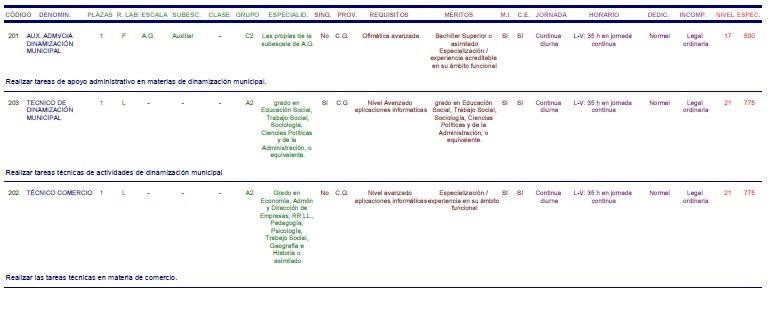 CÓDIGO DENOMIN. PLAZAS R. LAB. ESCALA SUBESC. CLASE GRUPO ESPECIALID. SING. PROV. REQUISITOS MERITOS M.I. C.E. JORNADA HORARIO DEDIC. INCOMP. NIVEL ESPEC.
201 AUX. ADMVO/A 1 F A.G. Auxiliar - C2 Las propias de la No C.G. Ofimática avanzada Bachiller Superior o SI SI Continua L-V: 35 h en jornada Normal Legal 17 500
DINAMIZACIÓN subescala de A.G. asimilado diurna continua ordinaria
MUNICIPAL Especialización /
experiencia acreditable
en su ámbito funcional
Realizar tareas de apoyo administrativo en materias de dinamización municipal.
203 TECNICO DE 1 L - - - A2 grado en SI C.G. Nivel Avanzado grado en Educación SI SI Continua L-V: 35 h en jornada Normal Legal 21 775
DINAMIZACIÓN Educación Social, aplicaciones informaticas Social, Trabajo Social, diurna continua ordinaria
MUNICIPAL Trabajo Social, Sociología, Ciencias
Sociología, Políticas y de la
Ciencias Políticas Administración, o
y de la equivalente.
Administración, o
equivalente.
Realizar tareas técnicas de actividades de dinamización municipal
202 TÉCNICO COMERCIO 1 L - - - A2 Grado en No C.G. Nivel avanzado Especialización / SI SI Continua L-V: 35 h en jornada Normal Legal 21 775
Economía, Admón aplicaciones informáticas experiencia en su ámbito diurna continua ordinaria
y Dirección de funcional
Empresas, RR.LL.,
Pedagogía,
Psicología,
Trabajo Social,
Geografía e
Historia o
asimilado
Realizar las tareas técnicas en materia de comercio.